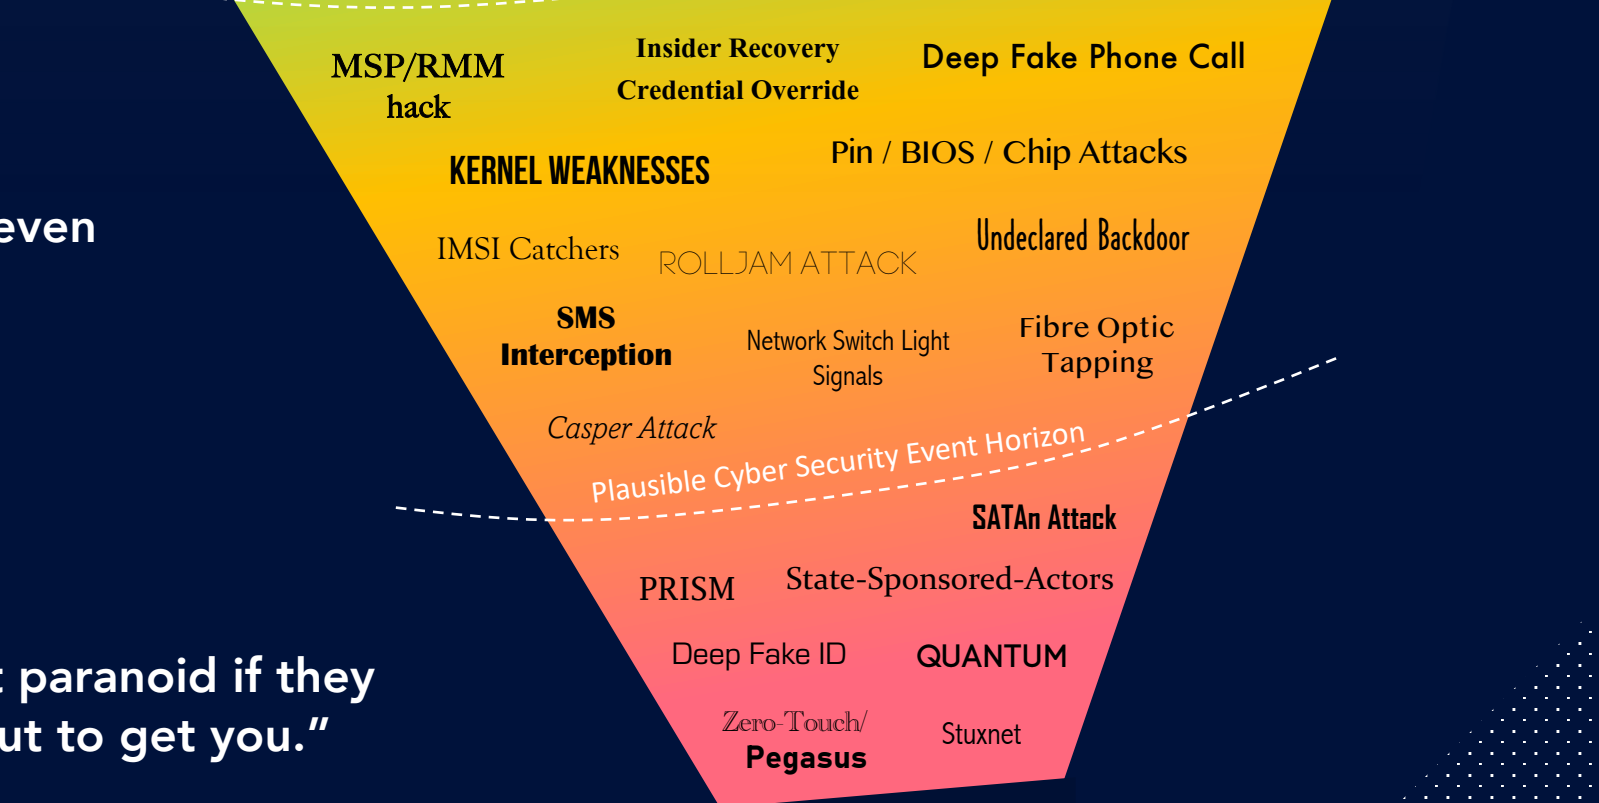 MSP/RMM
hack
Insider Recovery
Credential Override
Deep Fake Phone Call
KERNEL WEAKNESSES
Pin / BIOS / Chip Attacks
even
IMSI Catchers
ROLLJAM ATTACK
Undeclared Backdoor
SMS
Interception
Network Switch Light
Signals
Fibre Optic
Tapping
Casper Attack
Plausible Cyber Security Event Horizon
SATAn Attack
PRISM
State-Sponsored-Actors
Deep Fake ID
QUANTUM
Zero-Touch/
Pegasus
Stuxnet
t paranoid if they
ut to get you.”